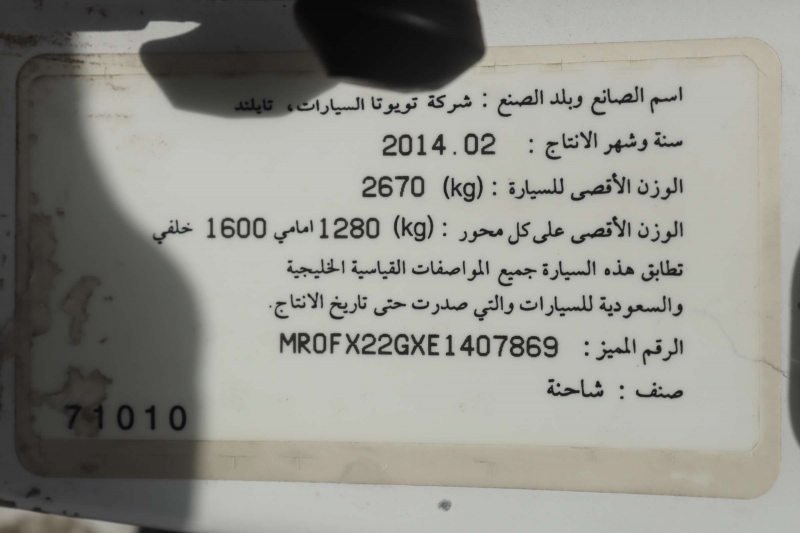 اسم الصانع وبلد الصنع : شركة تويوتا السيارات، تايلند
سنة وشهر الانتاج : 2014.02
الوزن الأقصى للسيارة : (kg) 2670
الوزن الأقصى على كل محور : (kg) 1280 امامي 1600 خلفي
تطابق هذه السيارة جميع المواصفات القياسية الخليجية
والسعودية للسيارات والتي صدرت حتى تاريخ الانتاج.
الرقم المميز : MR0FX22GXE1407869
صنف : شاحنة
71010